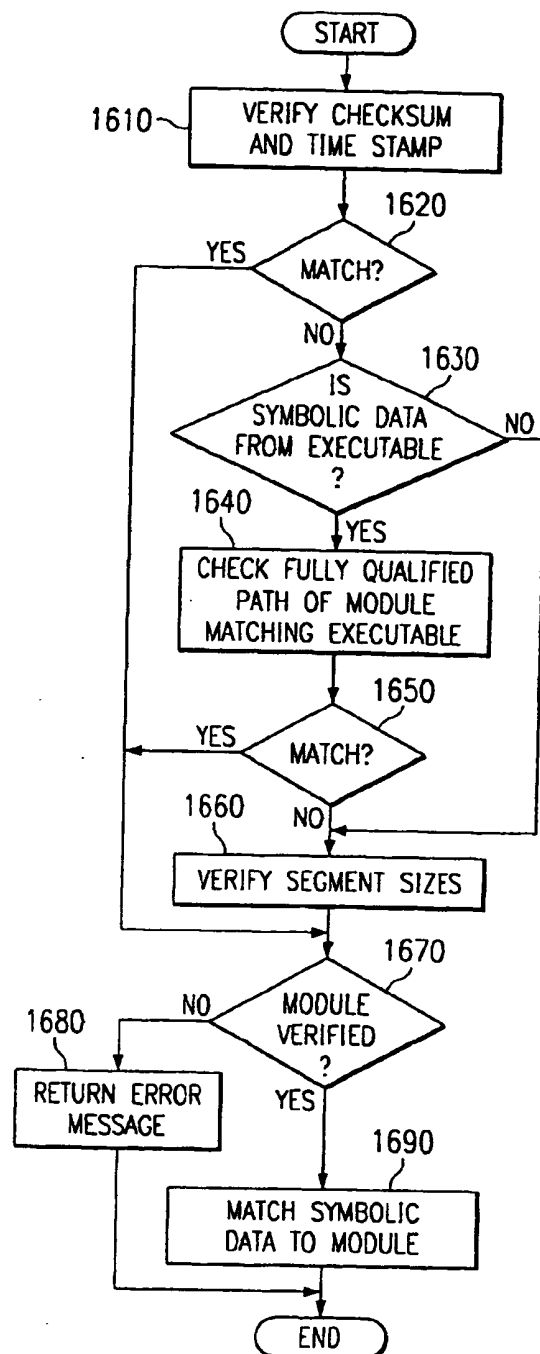 START
1610
VERIFY CHECKSUM
AND TIME STAMP
1620
YES
MATCH?
NO
1630
IS
SYMBOLIC DATA
FROM EXECUTABLE
?
NO
YES
1640
CHECK FULLY QUALIFIED
PATH OF MODULE
MATCHING EXECUTABLE
1650
YES
MATCH?
NO
1660
VERIFY SEGMENT SIZES
1670
NO
MODULE
VERIFIED
?
YES
1680
RETURN ERROR
MESSAGE
1690
MATCH SYMBOLIC
DATA TO MODULE
END